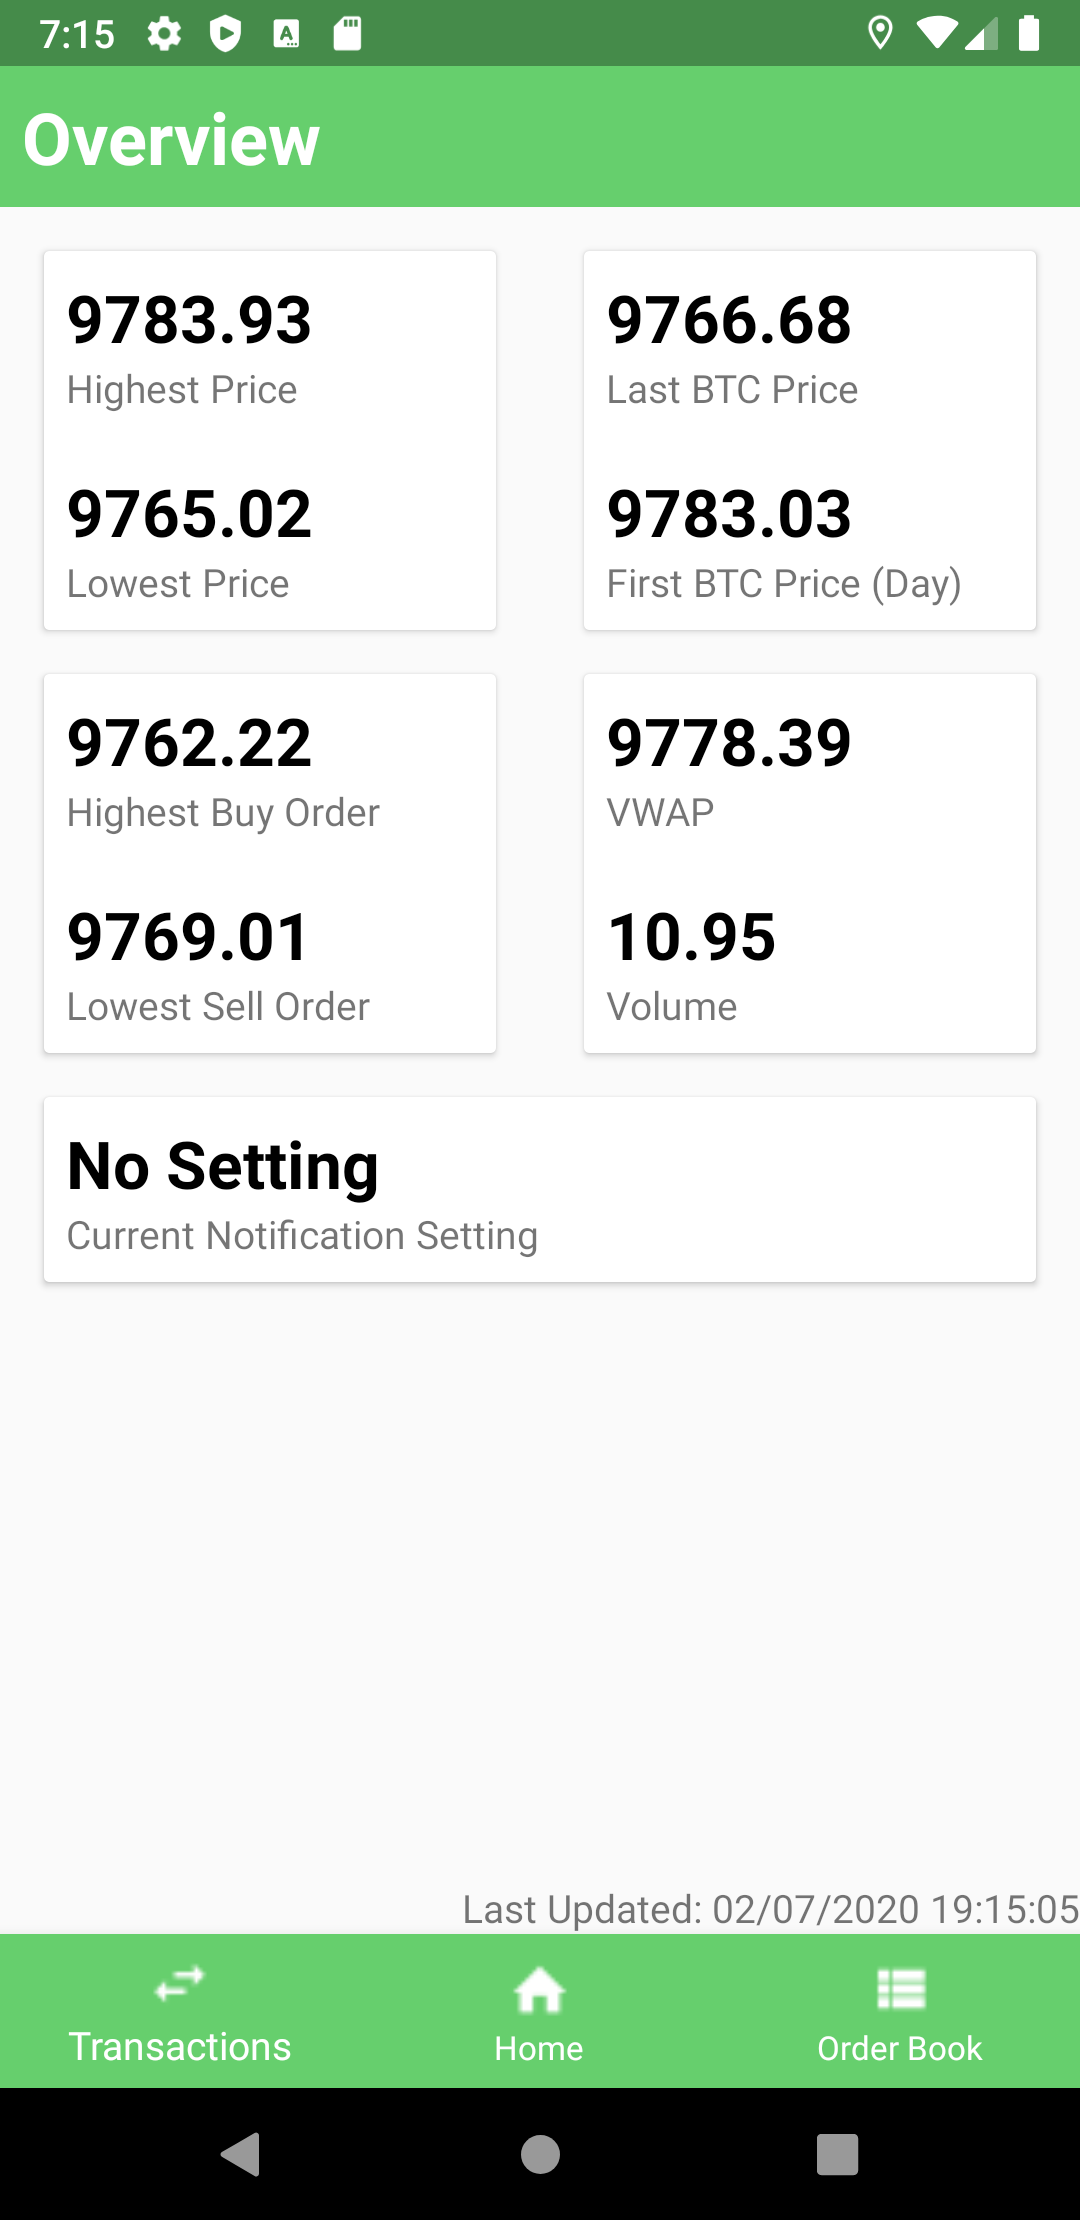 7:15
Overview
9783.93
Highest Price
9765.02
Lowest Price
9766.68
Last BTC Price
9783.03
First BTC Price (Day)
9762.22
Highest Buy Order
9769.01
Lowest Sell Order
9778.39
VWAP
10.95
Volume
No Setting
Current Notification Setting
Last Updated: 02/07/2020 19:15:05
Transactions
Home
Order Book